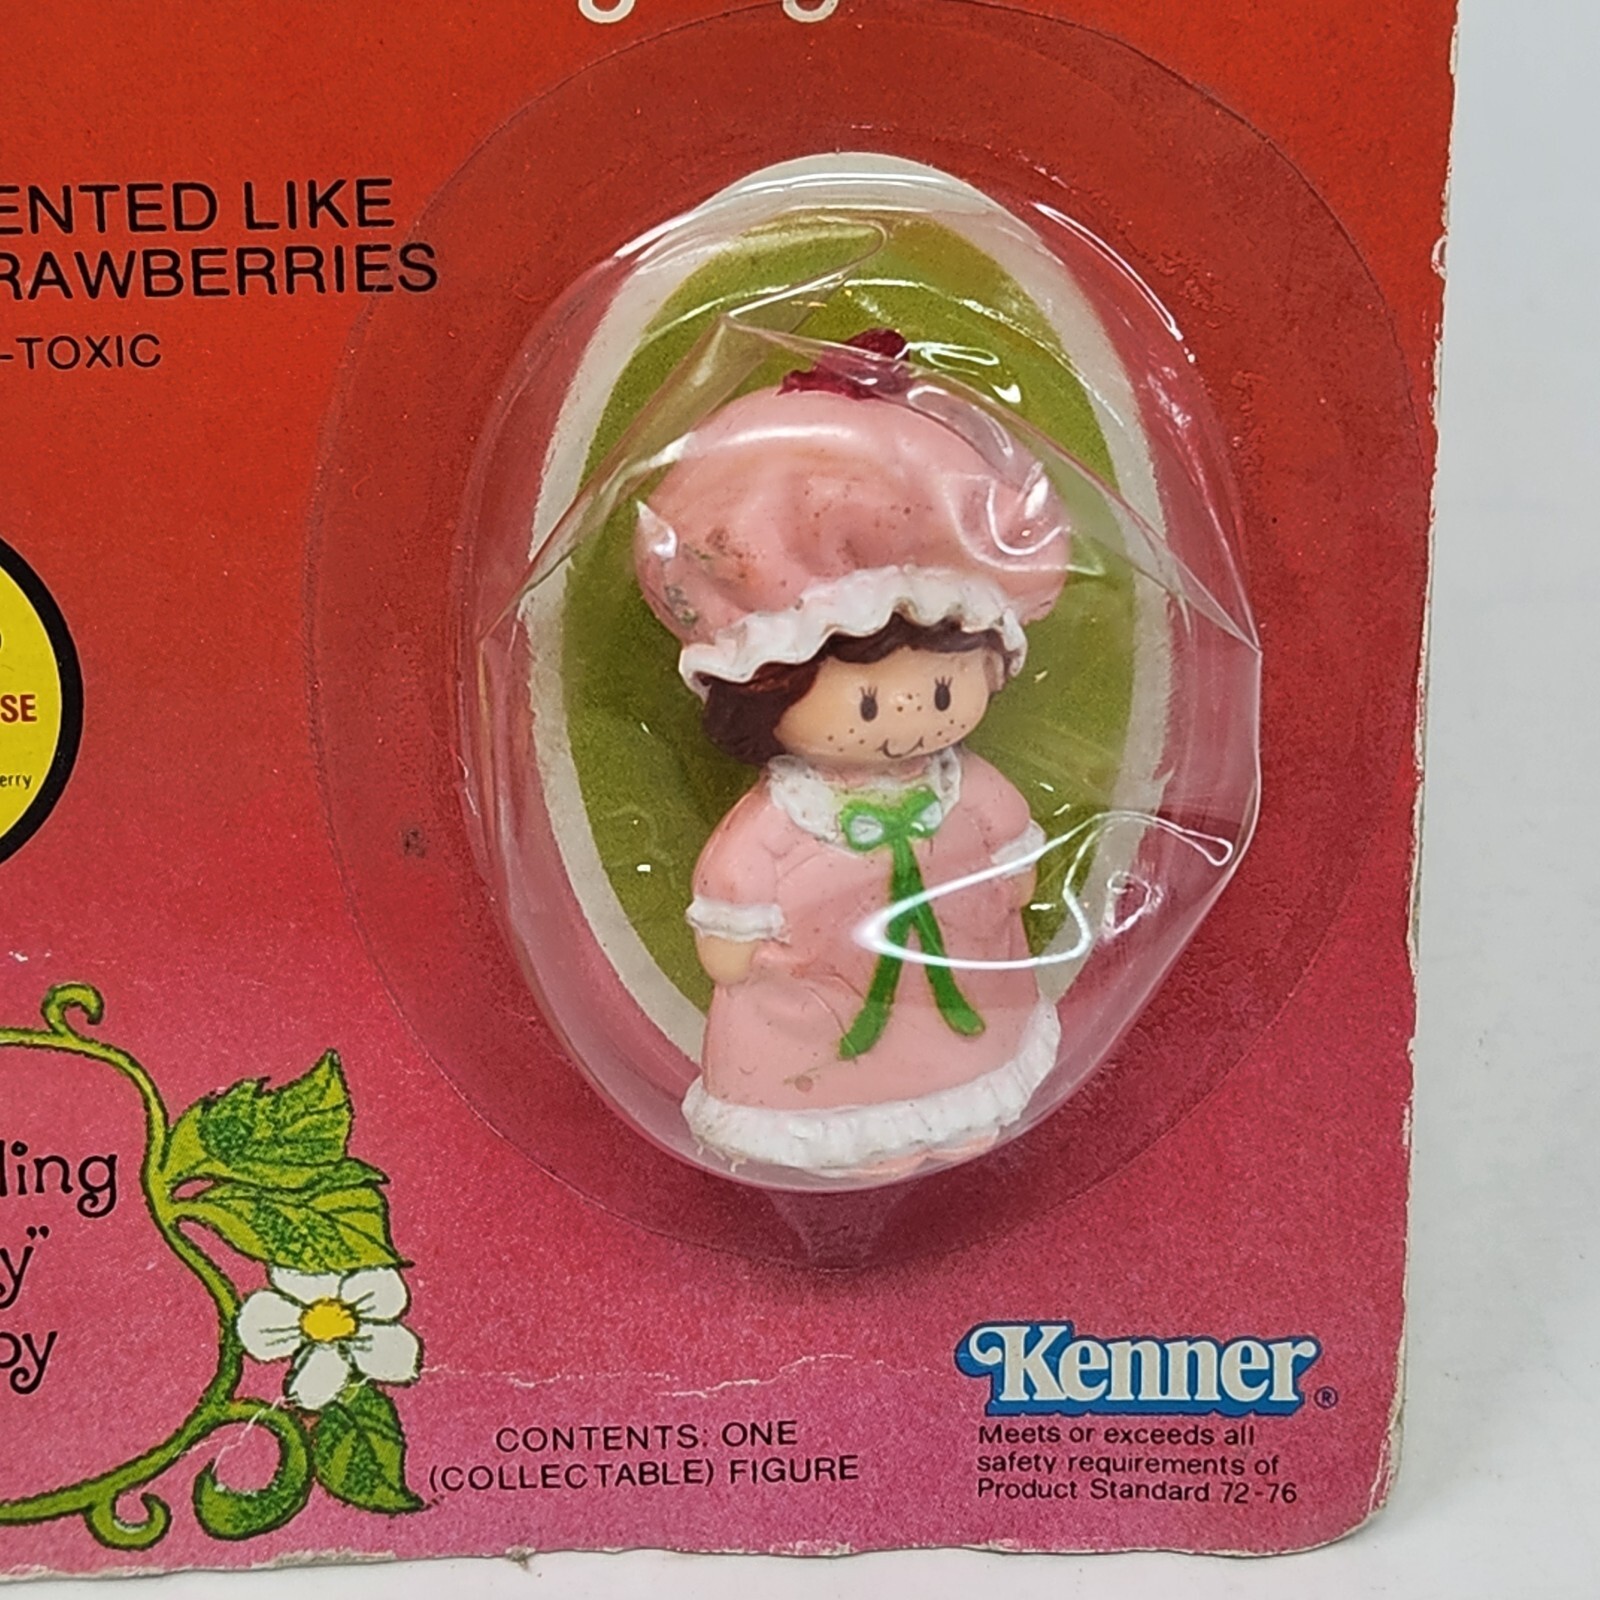 ENTED LIKE
RAWBERRIES
-TOXIC
SE
erry
ling
y"
by
CONTENTS: ONE
(COLLECTABLE) FIGURE
Kenner®
Meets or exceeds all
safety requirements of
Product Standard 72-76